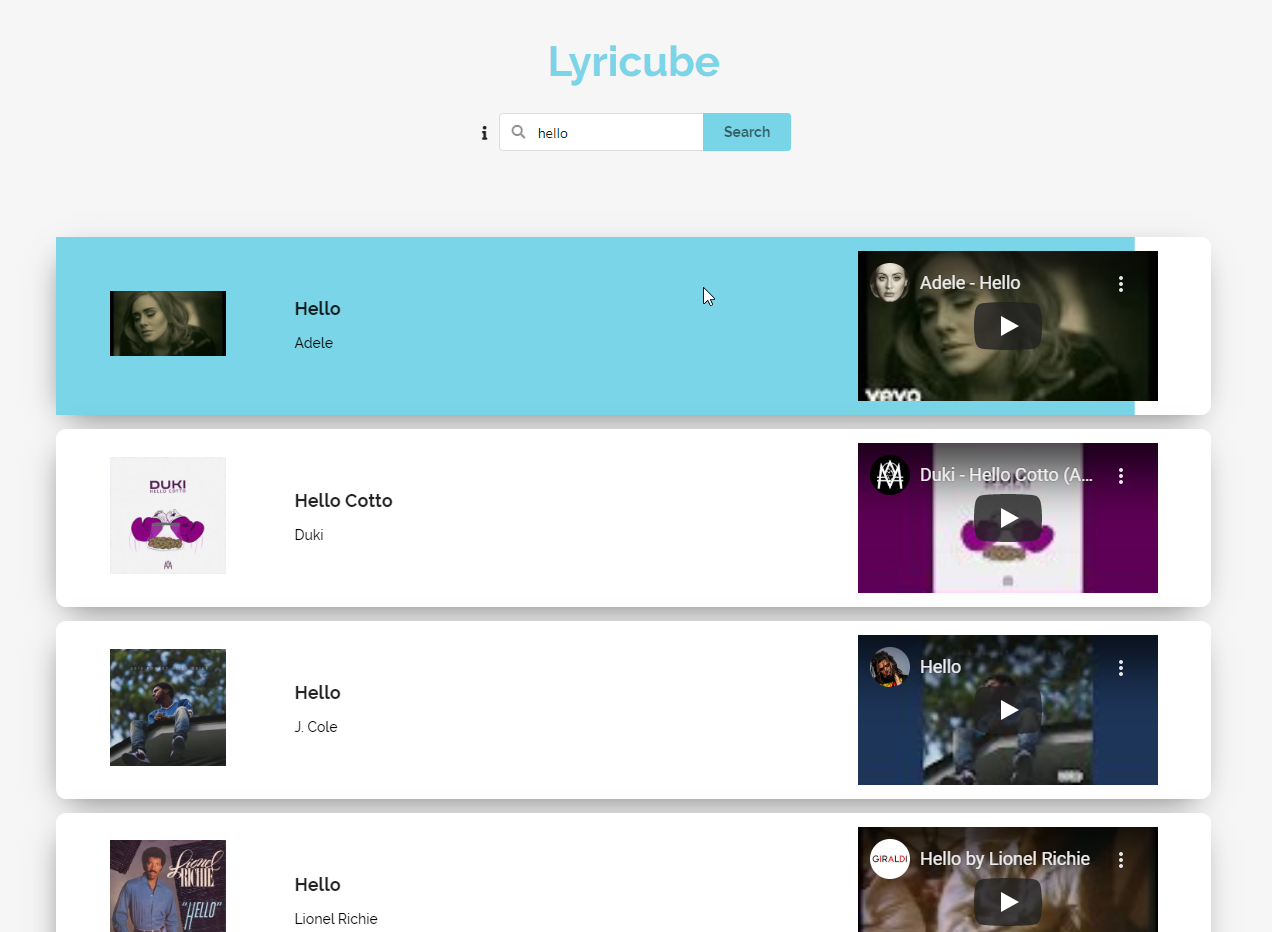 Lyricube
hello
Search
Hello
Adele
Adele - Hello
vevo
DUKI
HELLO COTTO
Hello Cotto
Duki
Duki - Hello Cotto (A...
Hello
J. Cole
Hello
Lionel
RICHIE
"HELLO"
Hello
Lionel Richie
GIRALDI
Hello by Lionel Richie